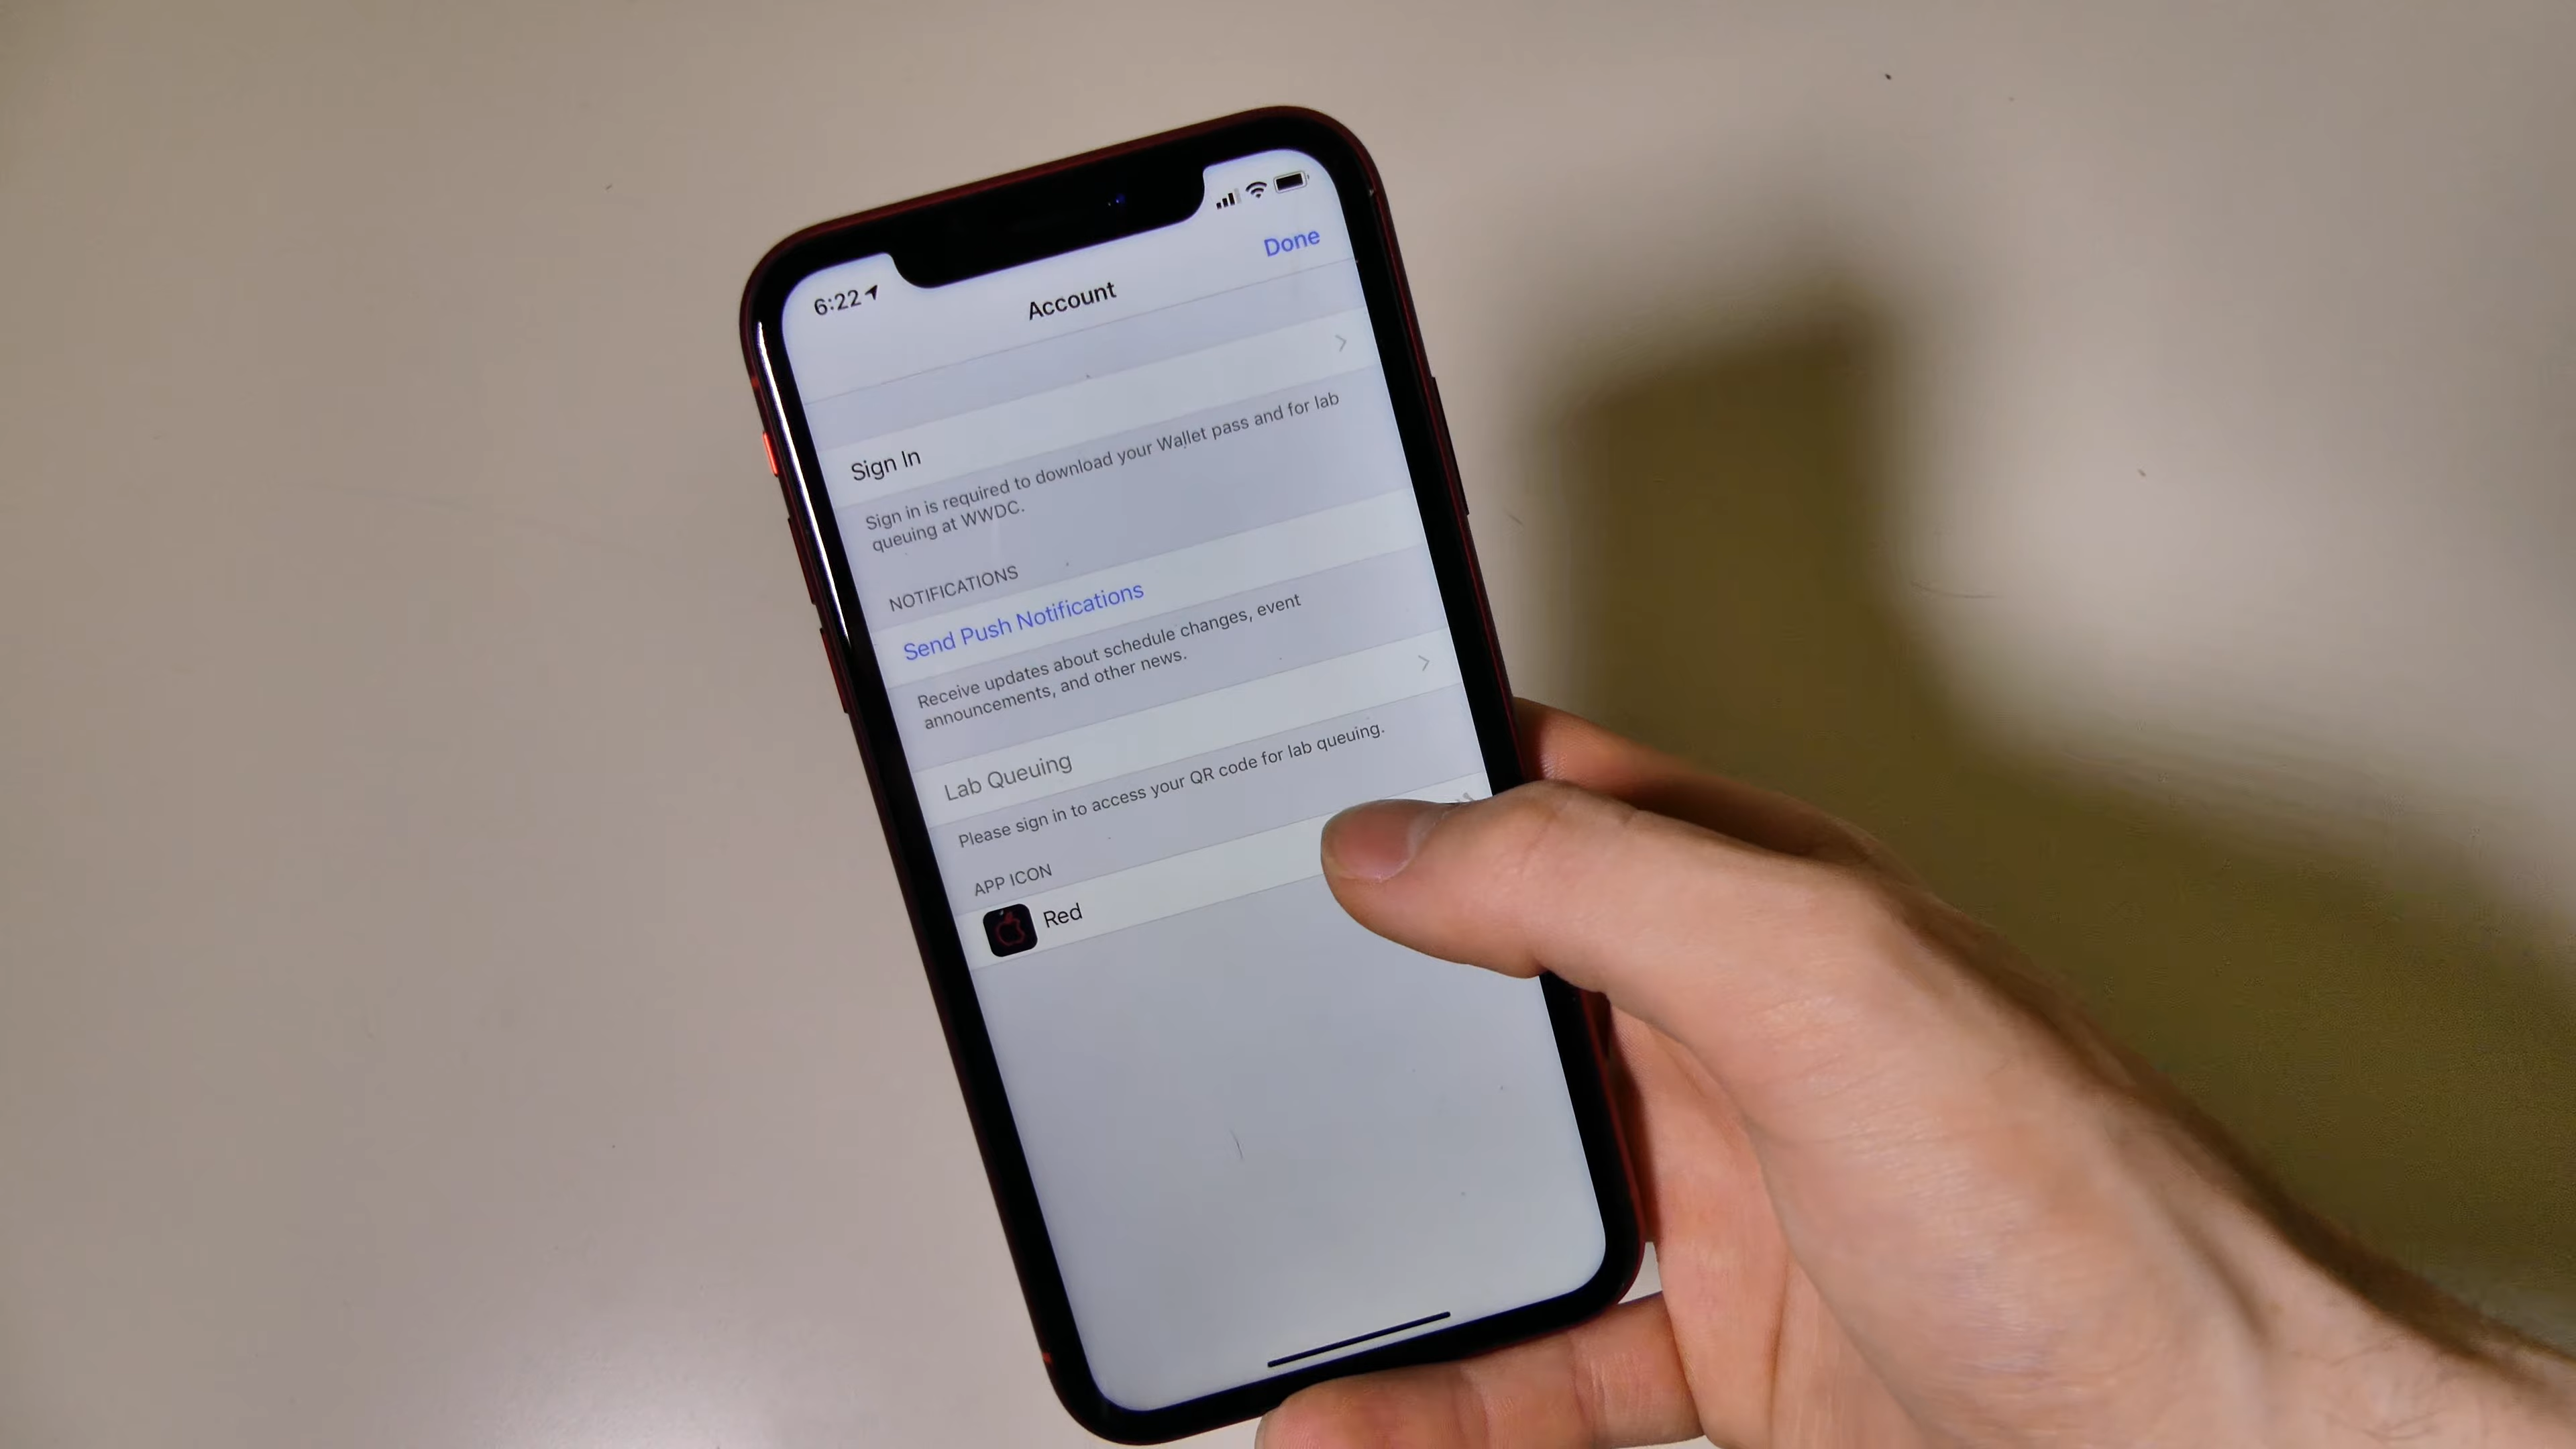 6:22
Done
Account
Sign In
Sign in is required to download your Wallet pass and for lab
queuing at WWDC.
NOTIFICATIONS
Send Push Notifications
Receive updates about schedule changes, event
announcements, and other news.
Lab Queuing
Please sign in to access your QR code for lab queuing.
APP ICON
Red